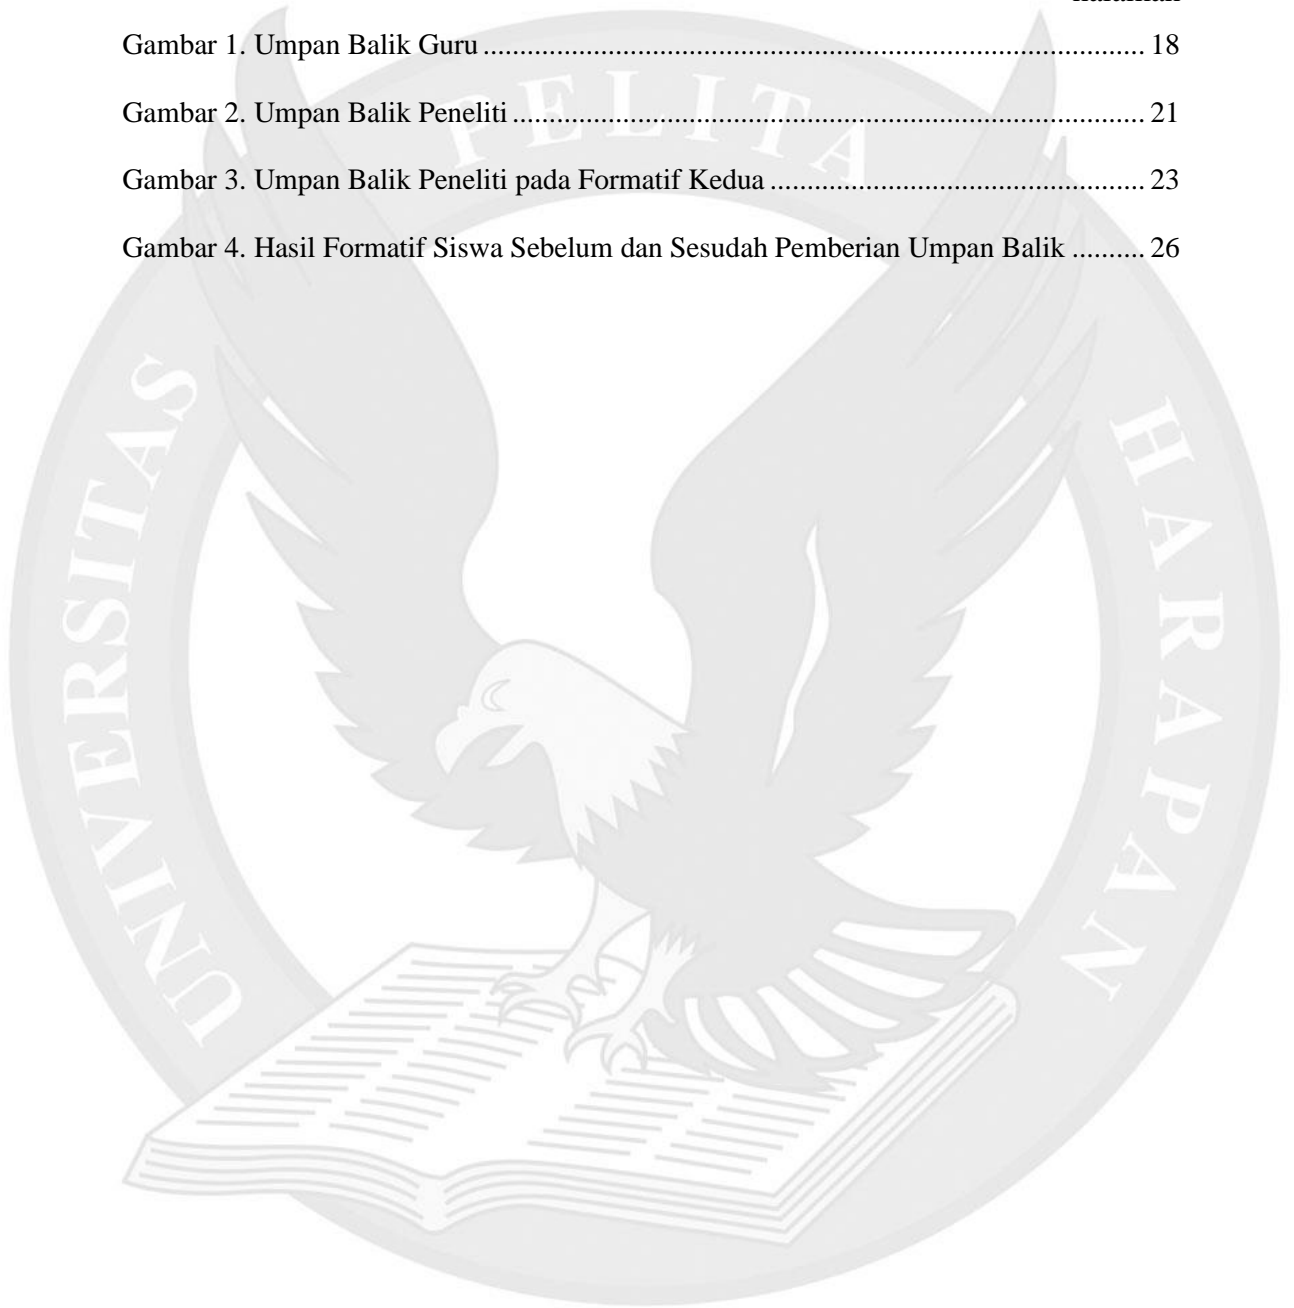 halaman
Gambar 1. Umpan Balik Guru ........................................................................................... 18
Gambar 2. Umpan Balik Peneliti ....................................................................................... 21
Gambar 3. Umpan Balik Peneliti pada Formatif Kedua ................................................... 23
Gambar 4. Hasil Formatif Siswa Sebelum dan Sesudah Pemberian Umpan Balik .......... 26
UNIVERSITAS PELITA HARAPAN